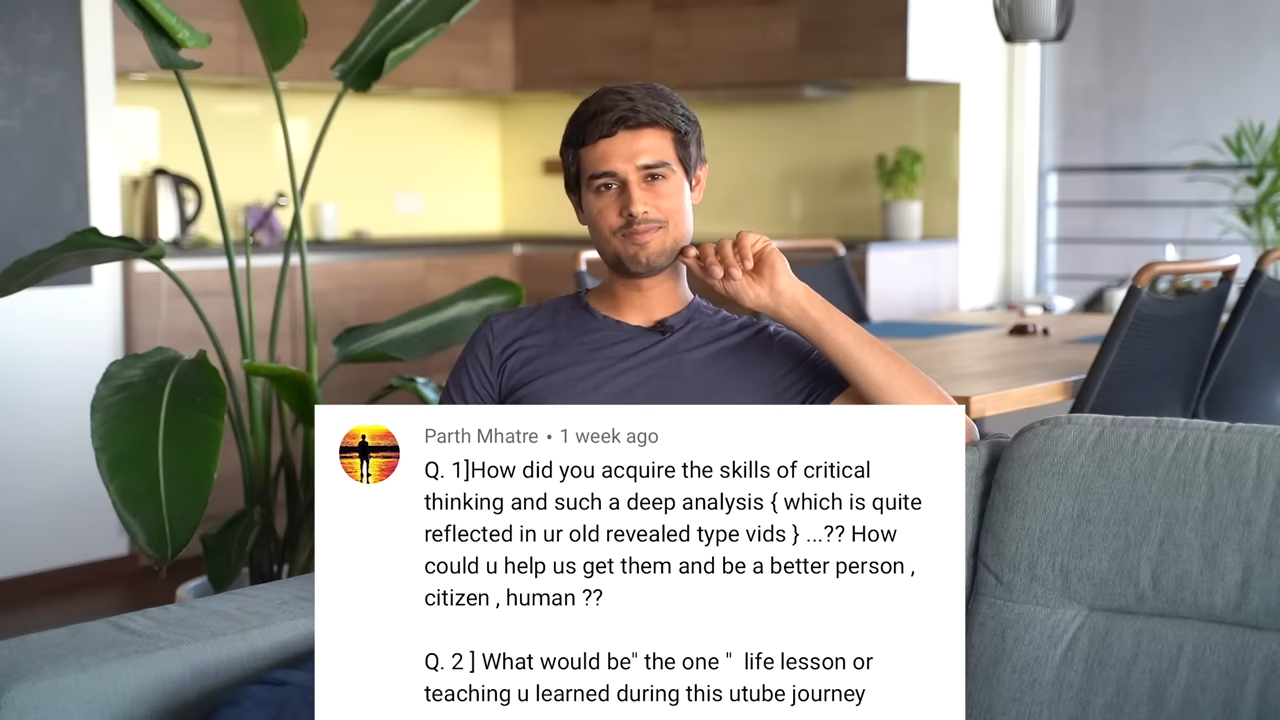 Parth Mhatre • 1 week ago
Q. 1]How did you acquire the skills of critical
thinking and such a deep analysis { which is quite
reflected in ur old revealed type vids } ...?? How
could u help us get them and be a better person ,
citizen , human ??
Q. 2 ] What would be" the one "  life lesson or
teaching u learned during this utube journey